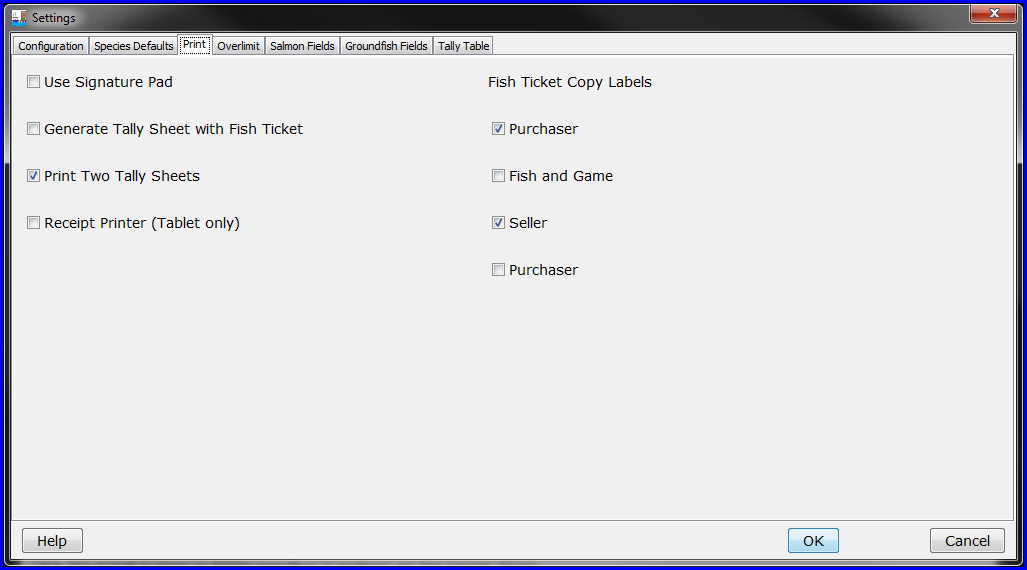 Settings
Configuration
Species Defaults
Print
Overlimit
Salmon Fields
Groundfish Fields
Tally Table
Use Signature Pad
Generate Tally Sheet with Fish Ticket
Print Two Tally Sheets
Receipt Printer (Tablet only)
Fish Ticket Copy Labels
Purchaser
Fish and Game
Seller
Purchaser
Help
OK
Cancel